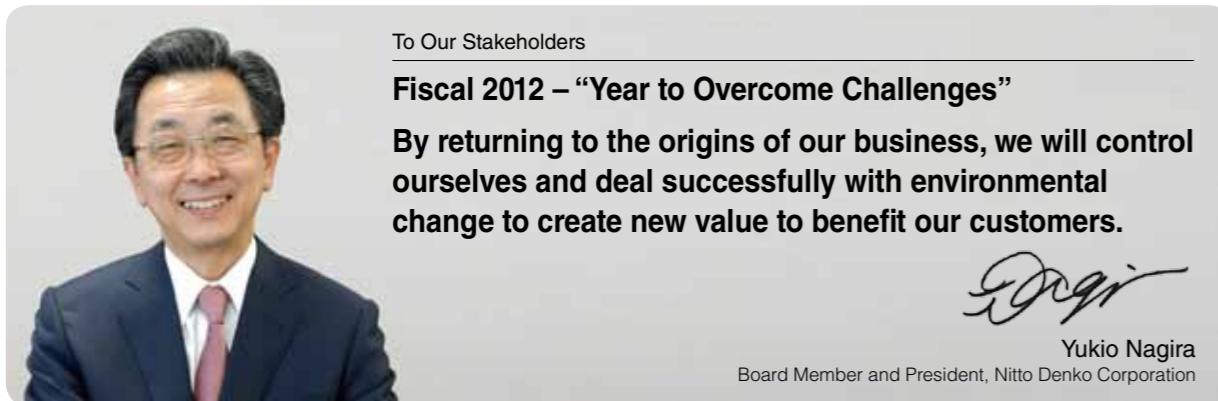 To Our Stakeholders
Fiscal 2012 – “Year to Overcome Challenges”
By returning to the origins of our business, we will control
ourselves and deal successfully with environmental
change to create new value to benefit our customers.
Yukio Nagira
Board Member and President, Nitto Denko Corporation